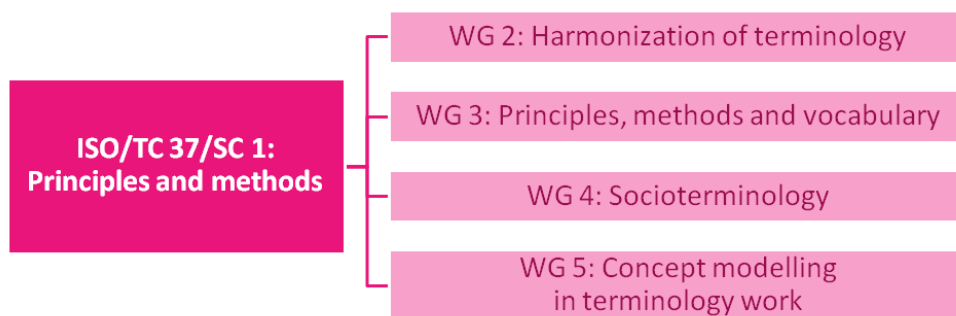 ISO/TC 37/SC 1:
Principles and methods
WG 2: Harmonization of terminology
WG 3: Principles, methods and vocabulary
WG 4: Socioterminology
WG 5: Concept modelling
in terminology work